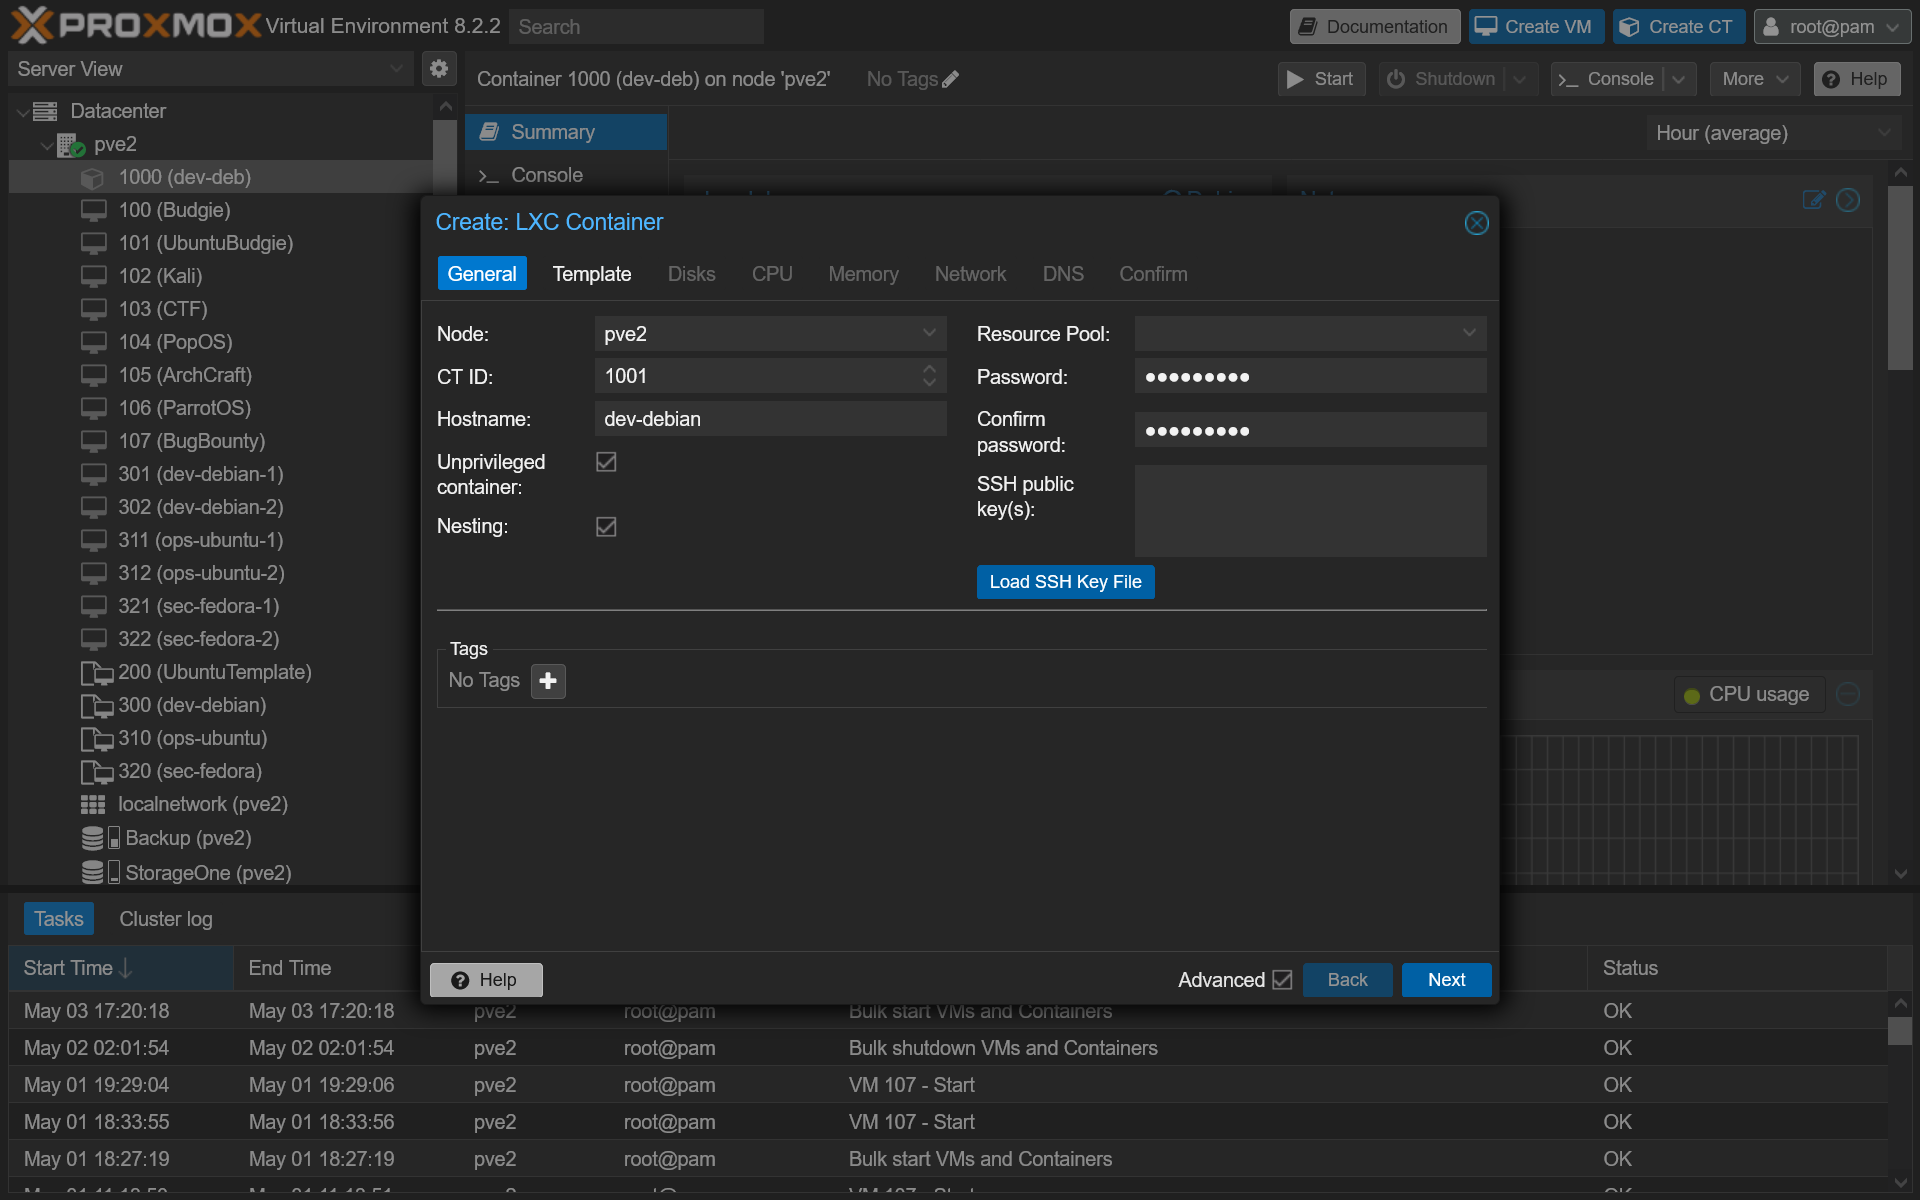 PROXMOX Virtual Environment 8.2.2 Search Documentation Create VM Create CT root@pam
Server View
Container 1000 (dev-deb) on node 'pve2' No Tags Start Shutdown Console More Help
Datacenter
pve2
1000 (dev-deb)
100 (Budgie)
101 (UbuntuBudgie)
102 (Kali)
103 (CTF)
104 (PopOS)
105 (ArchCraft)
106 (ParrotOS)
107 (BugBounty)
301 (dev-debian-1)
302 (dev-debian-2)
311 (ops-ubuntu-1)
312 (ops-ubuntu-2)
321 (sec-fedora-1)
322 (sec-fedora-2)
200 (UbuntuTemplate)
300 (dev-debian)
310 (ops-ubuntu)
320 (sec-fedora)
localnetwork (pve2)
Backup (pve2)
StorageOne (pve2)
Summary
Console
Hour (average)
CPU usage
Create: LXC Container
General Template Disks CPU Memory Network DNS Confirm
Node: pve2
CT ID: 1001
Hostname: dev-debian
Unprivileged
container:
Nesting:
Resource Pool:
Password: ●●●●●●●●●
Confirm
password: ●●●●●●●●●
SSH public
key(s):
Load SSH Key File
Tags
No Tags
Help Advanced Back Next
Tasks Cluster log
Start Time End Time Status
May 03 17:20:18 May 03 17:20:18 pve2 root@pam Bulk start VMs and Containers OK
May 02 02:01:54 May 02 02:01:54 pve2 root@pam Bulk shutdown VMs and Containers OK
May 01 19:29:04 May 01 19:29:06 pve2 root@pam VM 107 - Start OK
May 01 18:33:55 May 01 18:33:56 pve2 root@pam VM 107 - Start OK
May 01 18:27:19 May 01 18:27:19 pve2 root@pam Bulk start VMs and Containers OK